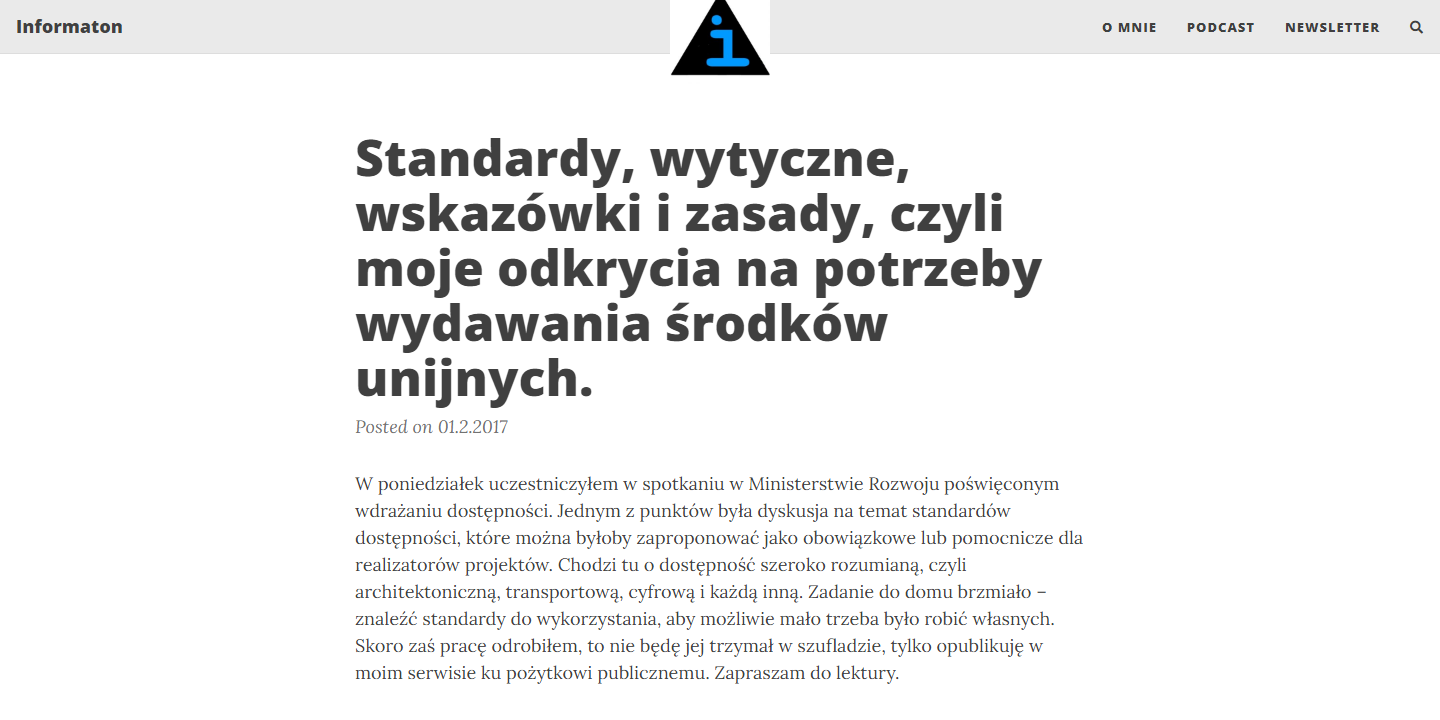 Informaton
i
O MNIE
PODCAST
NEWSLETTER
Standardy, wytyczne,
wskazówki i zasady, czyli
moje odkrycia na potrzeby
wydawania środków
unijnych.
Posted on 01.2.2017
W poniedziałek uczestniczyłem w spotkaniu w Ministerstwie Rozwoju poświęconym
wdrażaniu dostępności. Jednym z punktów była dyskusja na temat standardów
dostępności, które można byłoby zaproponować jako obowiązkowe lub pomocnicze dla
realizatorów projektów. Chodzi tu o dostępność szeroko rozumianą, czyli
architektoniczną, transportową, cyfrową i każdą inną. Zadanie do domu brzmiało –
znaleźć standardy do wykorzystania, aby możliwie mało trzeba było robić własnych.
Skoro zaś pracę odrobiłem, to nie będę jej trzymał w szufladzie, tylko opublikuję w
moim serwisie ku pożytkowi publicznemu. Zapraszam do lektury.